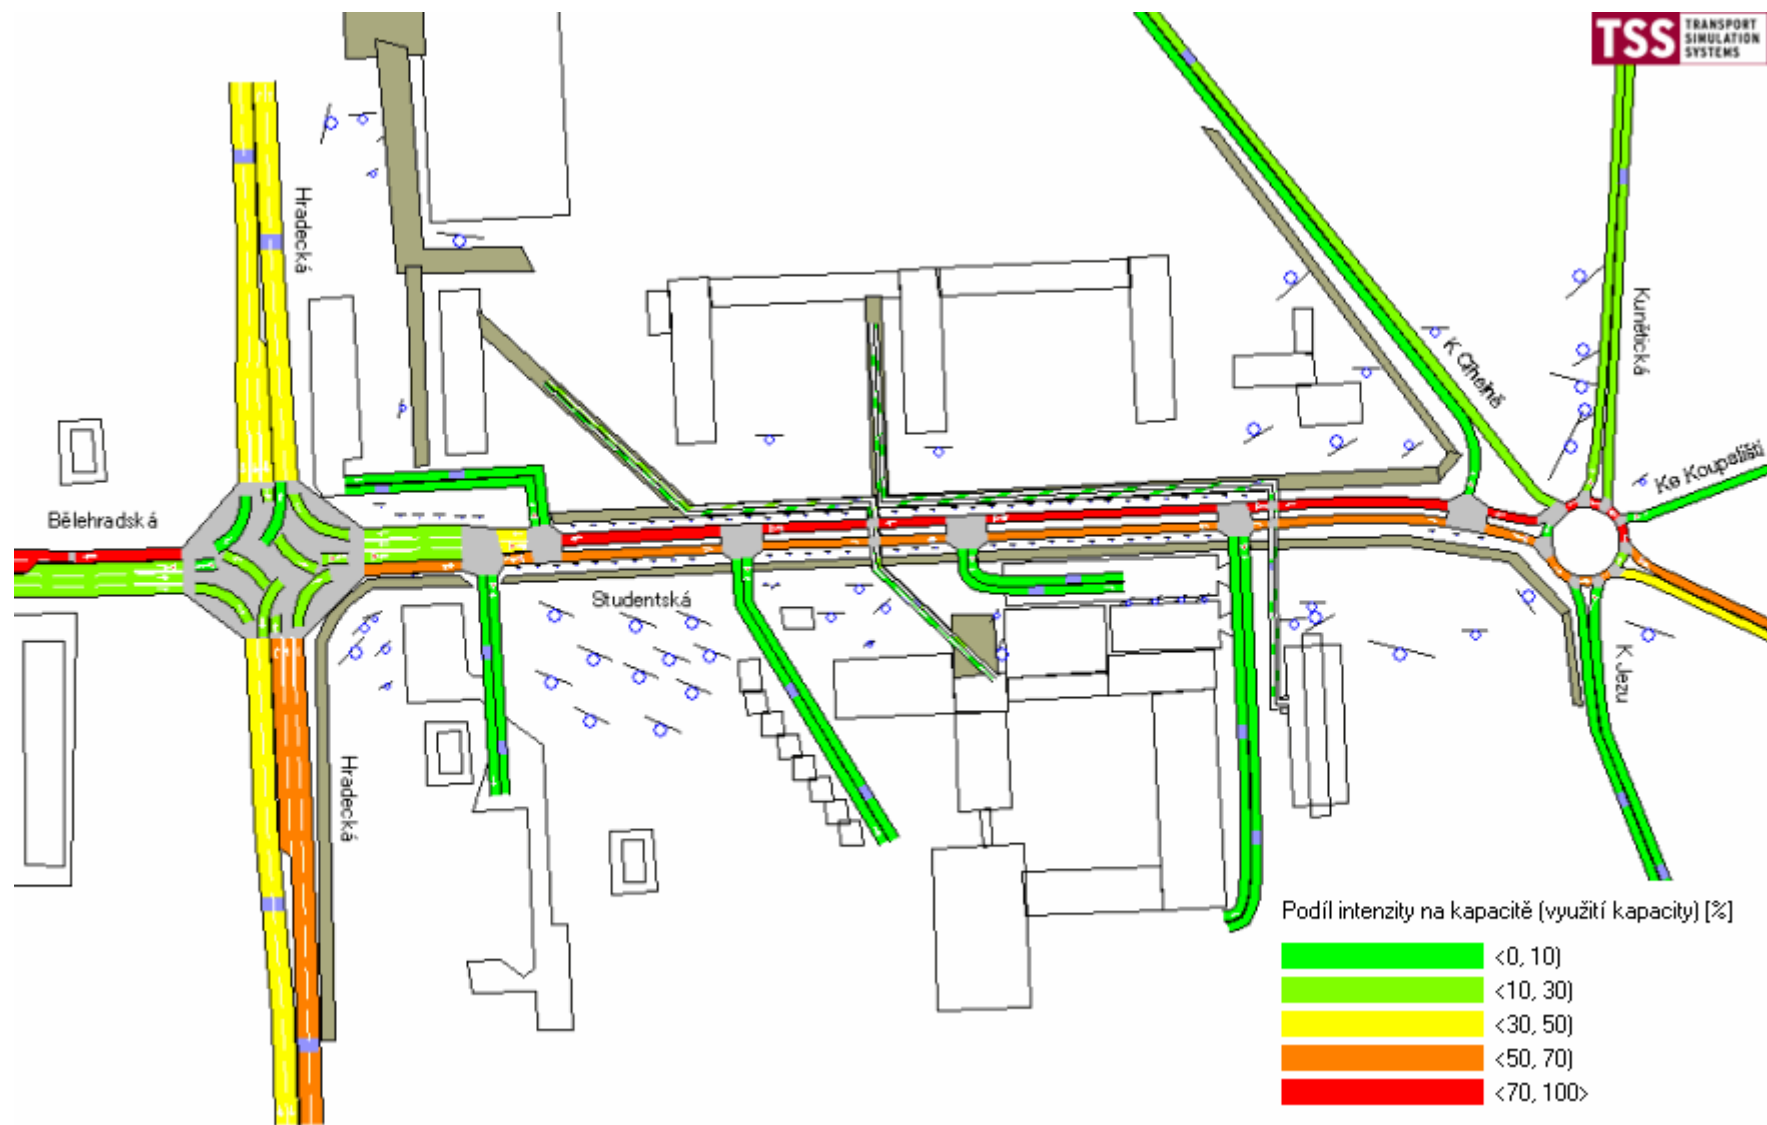 TSS
TRANSPORT
SIMULATION
SYSTEMS
Hradecká
Kunětická
K Cihelně
Ke Koupališti
Bělehradská
Studentská
K Jezu
Hradecká
Podíl intenzity na kapacitě (využití kapacity) [%]
<0, 10)
<10, 30)
<30, 50)
<50, 70)
<70, 100>